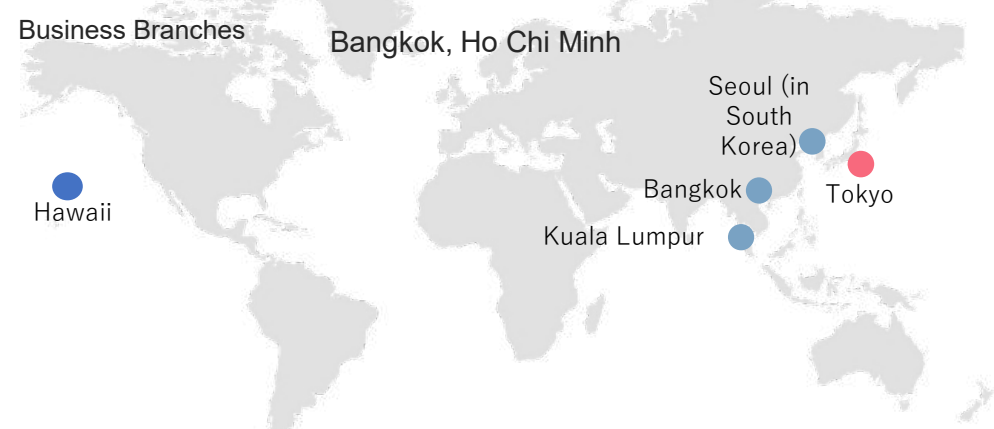 Business Branches
Bangkok, Ho Chi Minh
Seoul (in
South
Korea)
Bangkok
Tokyo
Hawaii
Kuala Lumpur